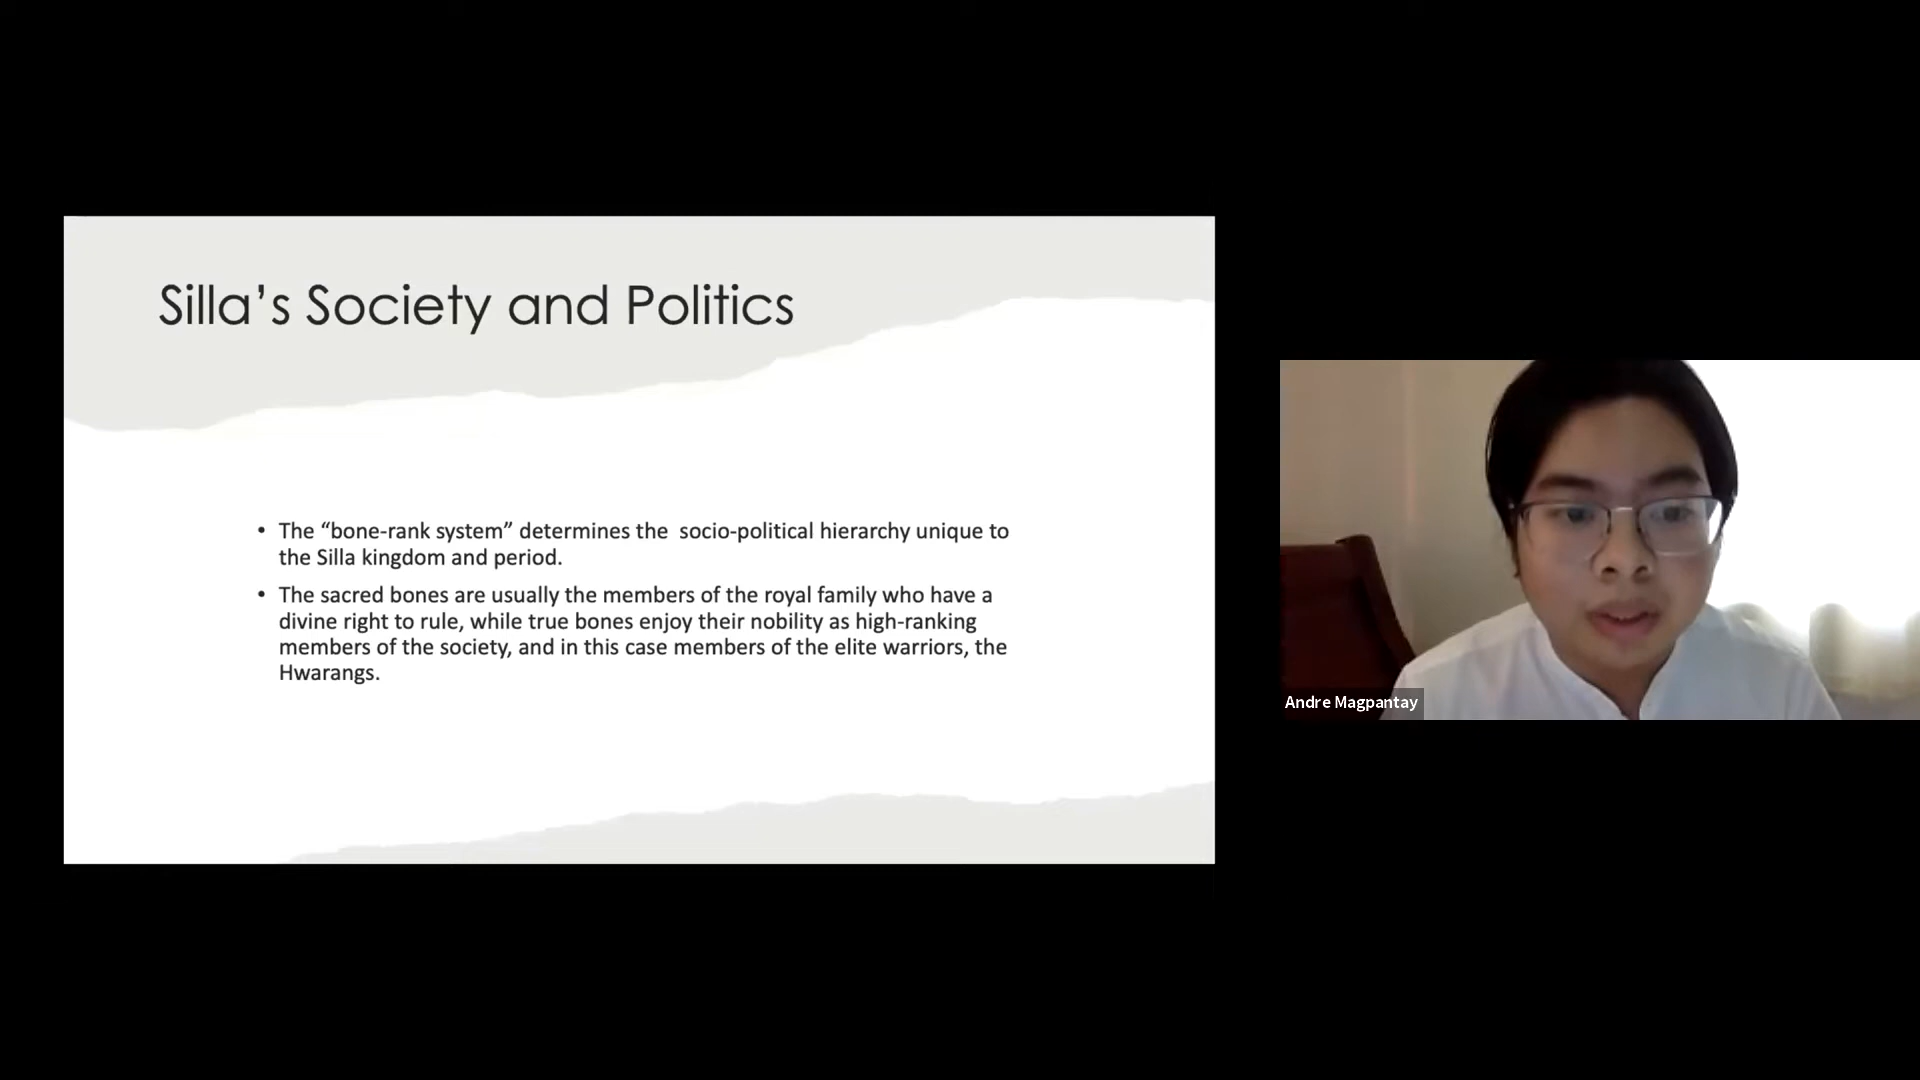 Silla’s Society and Politics
• The “bone-rank system” determines the  socio-political hierarchy unique to
the Silla kingdom and period.
• The sacred bones are usually the members of the royal family who have a
divine right to rule, while true bones enjoy their nobility as high-ranking
members of the society, and in this case members of the elite warriors, the
Hwarangs.
Andre Magpantay